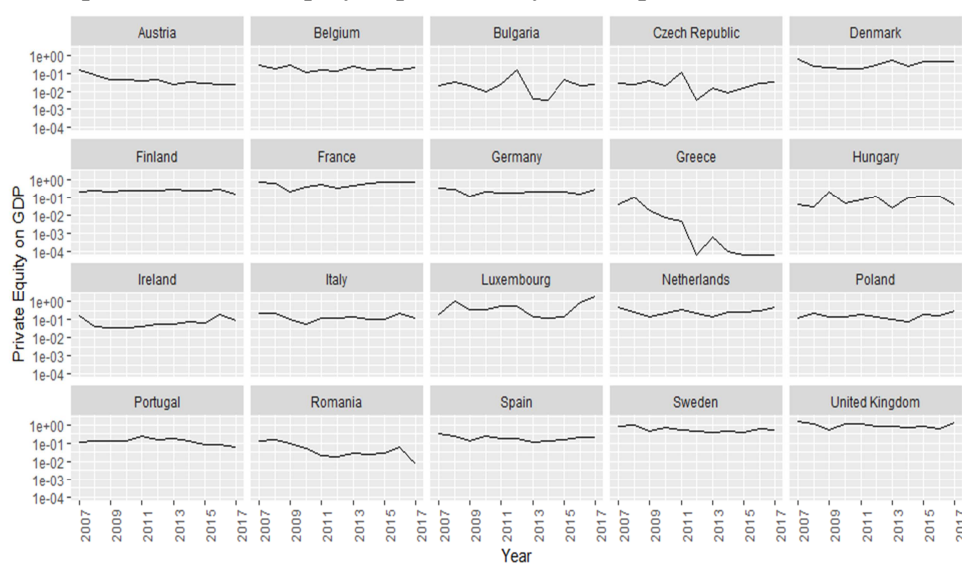 Austria Belgium Bulgaria Czech Republic Denmark
1e+00
1e-01
1e-02
1e-03
1e-04
Finland France Germany Greece Hungary
1e+00
1e-01
1e-02
1e-03
1e-04
Ireland Italy Luxembourg Netherlands Poland
1e+00
1e-01
1e-02
1e-03
1e-04
Portugal Romania Spain Sweden United Kingdom
1e+00
1e-01
1e-02
1e-03
1e-04
2007 2009 2011 2013 2015 2017 2007 2009 2011 2013 2015 2017 2007 2009 2011 2013 2015 2017 2007 2009 2011 2013 2015 2017 2007 2009 2011 2013 2015 2017
Year
Private Equity on GDP